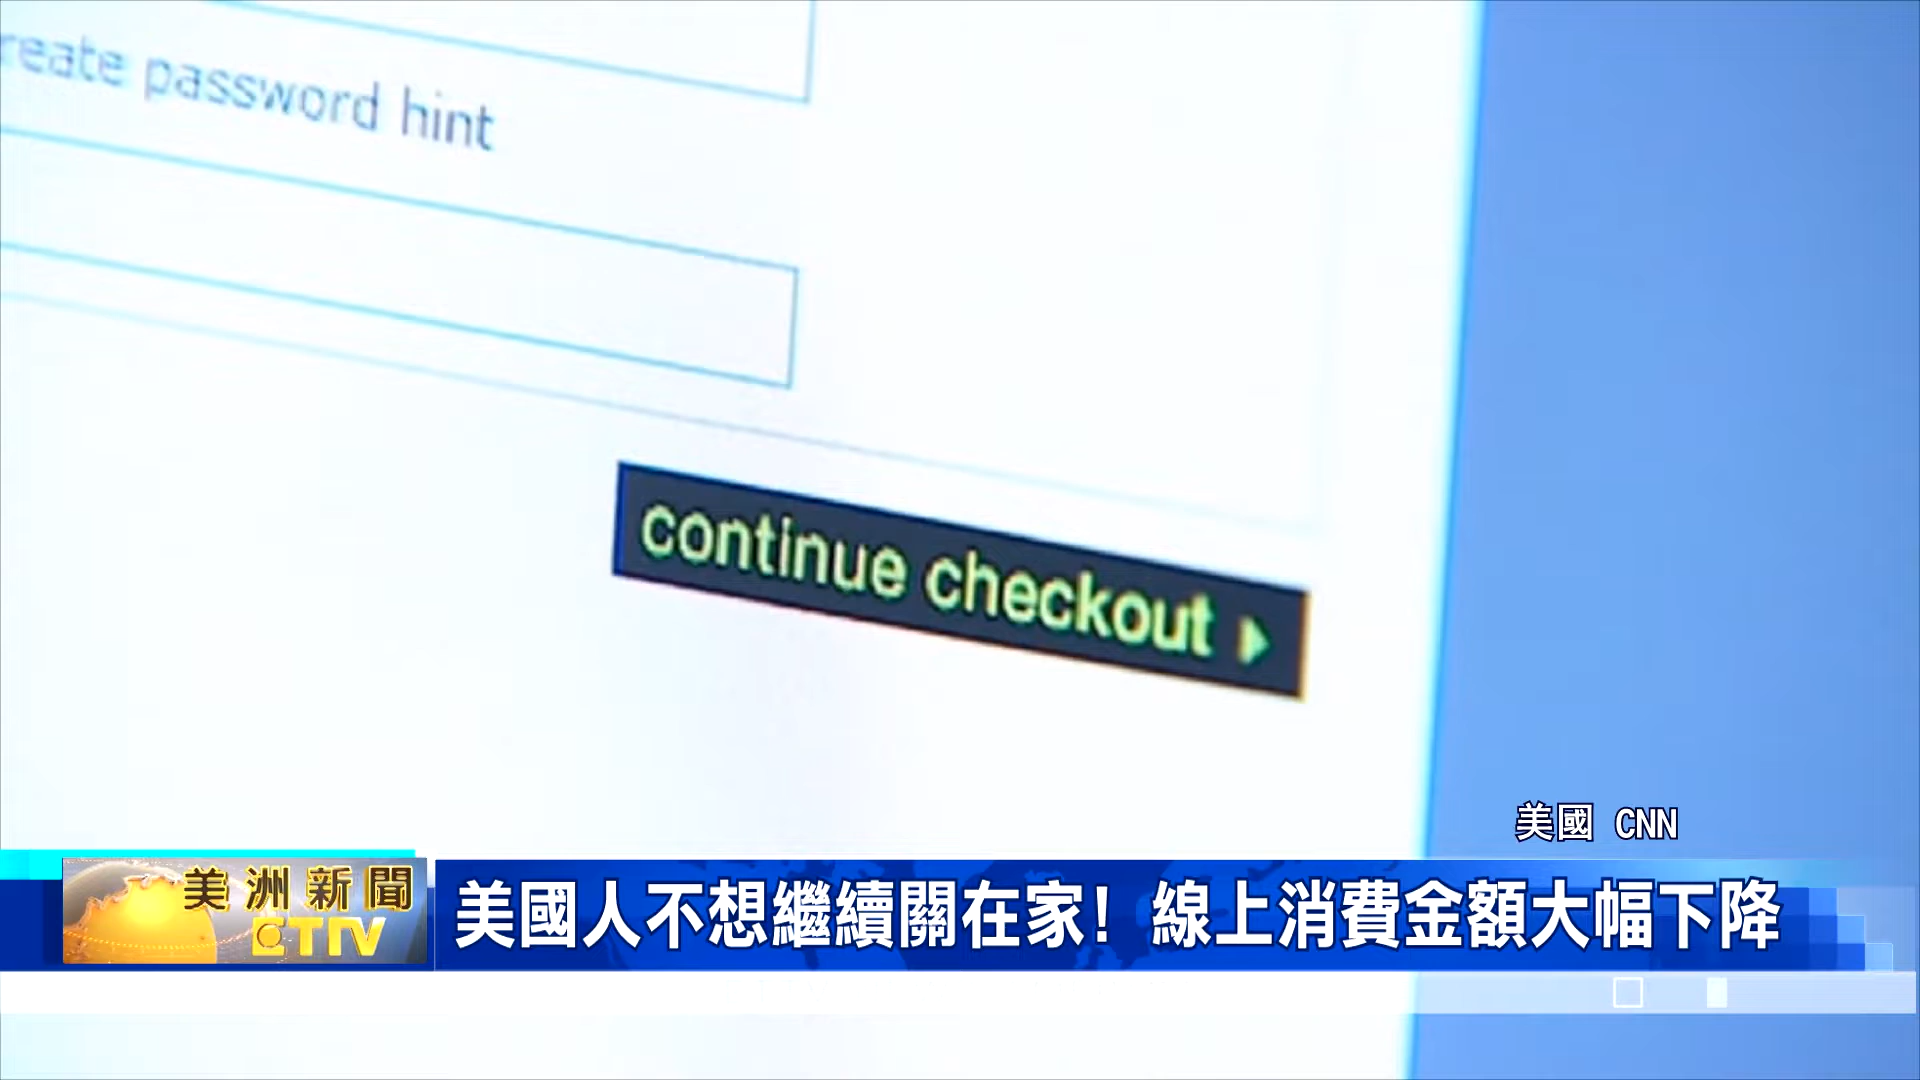 reate password hint
continue checkout
美國 CNN
美洲新聞
ETTV
美國人不想繼續關在家! 線上消費金額大幅下降